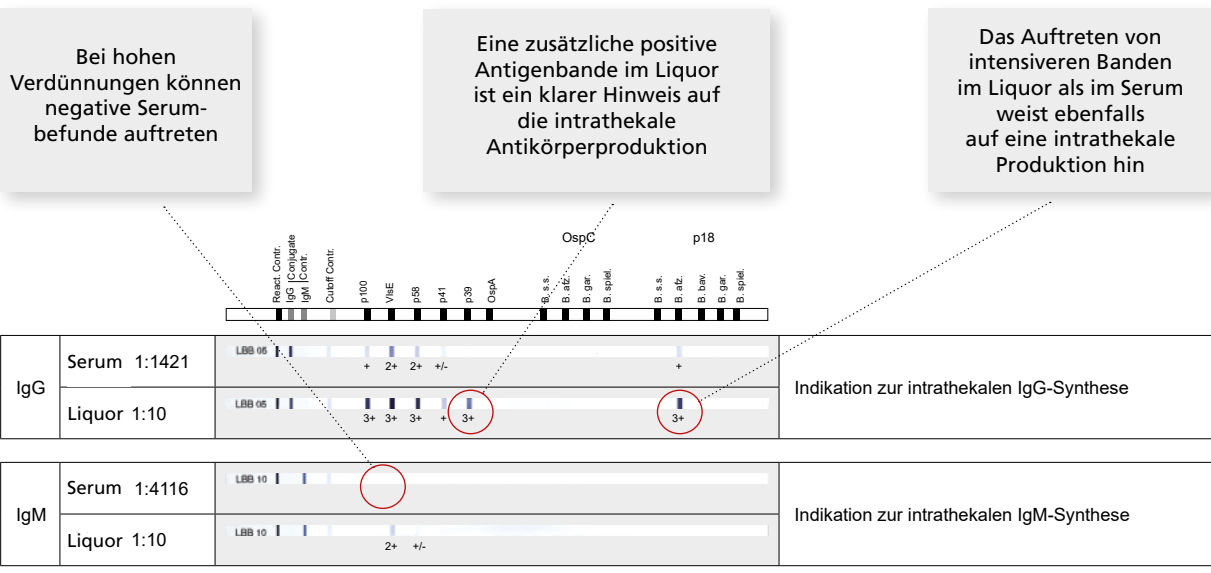 Bei hohen
Verdünnungen können
negative Serum-
befunde auftreten
Eine zusätzliche positive
Antigenbande im Liquor
ist ein klarer Hinweis auf
die intrathekale
Antikörperproduktion
Das Auftreten von
intensiveren Banden
im Liquor als im Serum
weist ebenfalls
auf eine intrathekale
Produktion hin
OspC
p18
React. Contr.
IgG |Conjugate
IgM |Contr.
Cutoff Contr.
p100
VlsE
p58
p41
p39
OspA
B. s.s.
B. afz.
B. gar.
B. spiel.
B. s.s.
B. afz.
B. bav.
B. gar.
B. spiel.
IgG
Serum 1:1421
LBB 05
+ 2+ 2+ +/- +
Liquor 1:10
LBB 05
3+ 3+ 3+ + 3+ 3+
Indikation zur intrathekalen IgG-Synthese
IgM
Serum 1:4116
LBB 10
Liquor 1:10
LBB 10
2+ +/-
Indikation zur intrathekalen IgM-Synthese